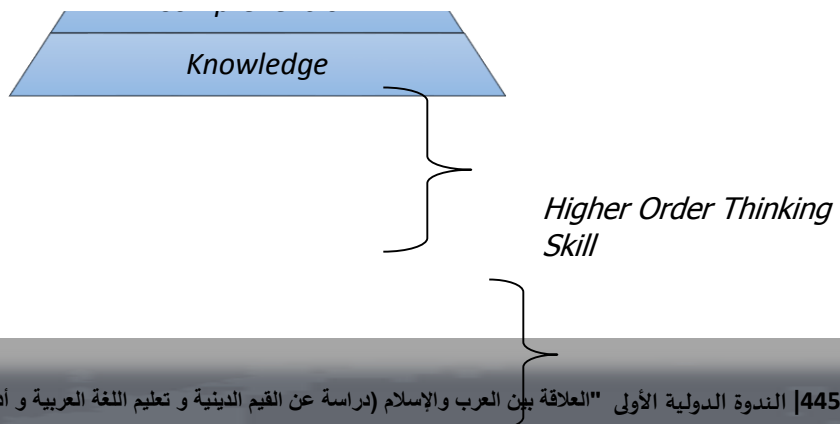 Knowledge
Higher Order Thinking
Skill
445| الندوة الدولية الأولى "العلاقة بين العرب والإسلام (دراسة عن القيم الدينية و تعليم اللغة العربية و